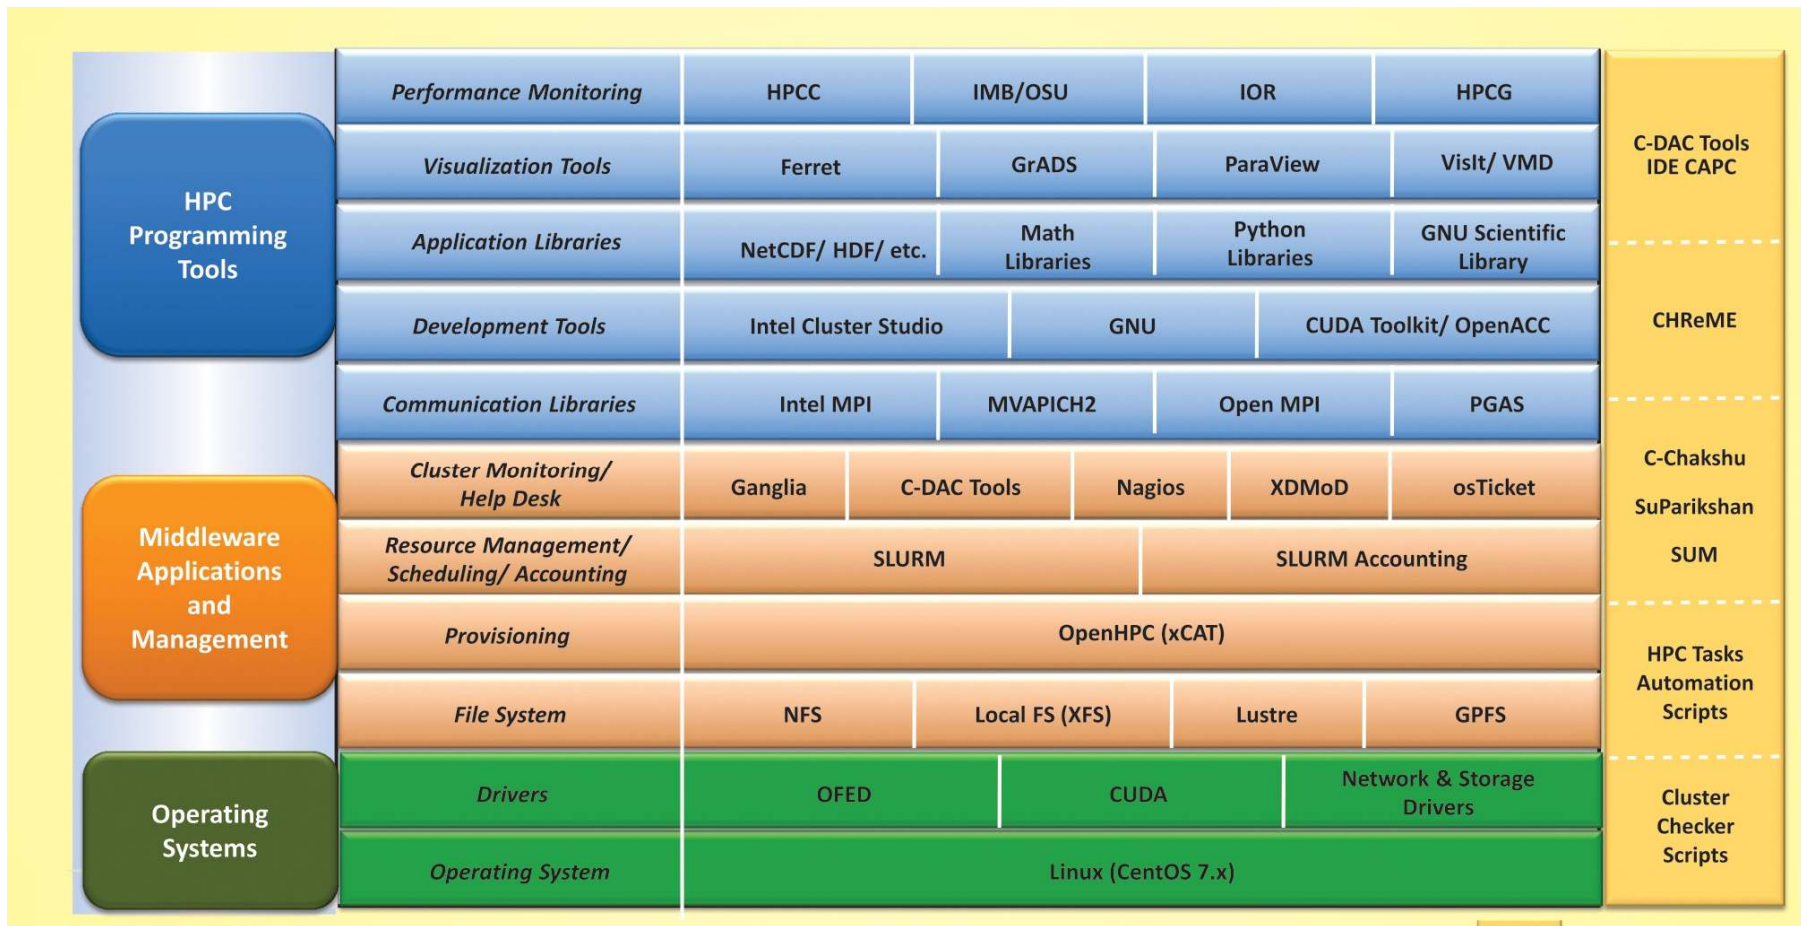 HPC
Programming
Tools
Performance Monitoring
HPCC
IMB/OSU
IOR
HPCG
Visualization Tools
Ferret
GrADS
ParaView
VisIt/ VMD
Application Libraries
NetCDF/ HDF/ etc.
Math
Libraries
Python
Libraries
GNU Scientific
Library
Development Tools
Intel Cluster Studio
GNU
CUDA Toolkit/ OpenACC
Communication Libraries
Intel MPI
MVAPICH2
Open MPI
PGAS
Middleware
Applications
and
Management
Cluster Monitoring/
Help Desk
Ganglia
C-DAC Tools
Nagios
XDMoD
osTicket
Resource Management/
Scheduling/ Accounting
SLURM
SLURM Accounting
Provisioning
OpenHPC (xCAT)
File System
NFS
Local FS (XFS)
Lustre
GPFS
Operating
Systems
Drivers
OFED
CUDA
Network & Storage
Drivers
Operating System
Linux (CentOS 7.x)
C-DAC Tools
IDE CAPC
CHReME
C-Chakshu
SuParikshan
SUM
HPC Tasks
Automation
Scripts
Cluster
Checker
Scripts